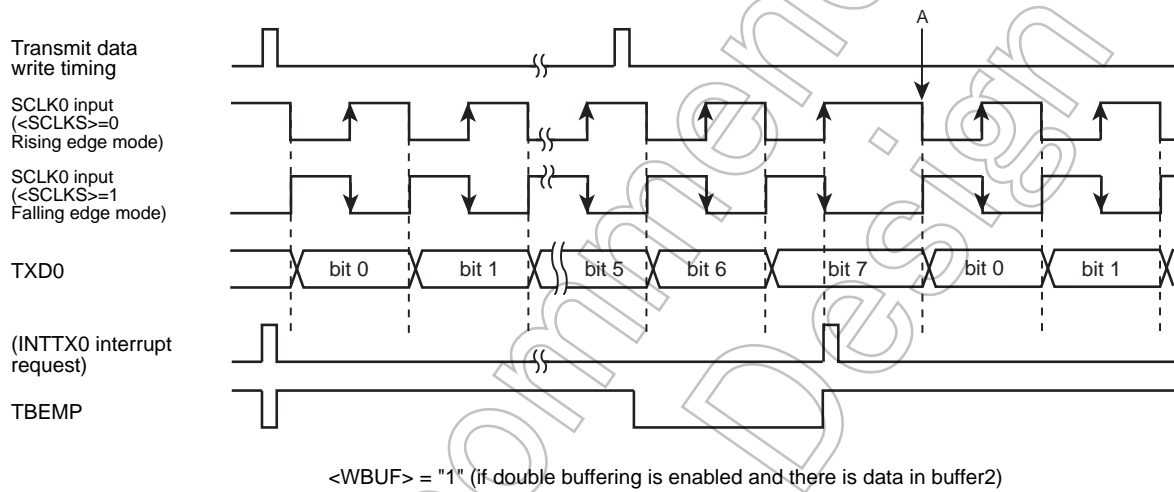 A
Transmit data
write timing
SCLK0 input
(<SCLKS>=0
Rising edge mode)
SCLK0 input
(<SCLKS>=1
Falling edge mode)
TXD0
bit 0
bit 1
bit 5
bit 6
bit 7
bit 0
bit 1
(INTTX0 interrupt
request)
TBEMP
<WBUF> = "1" (if double buffering is enabled and there is data in buffer2)